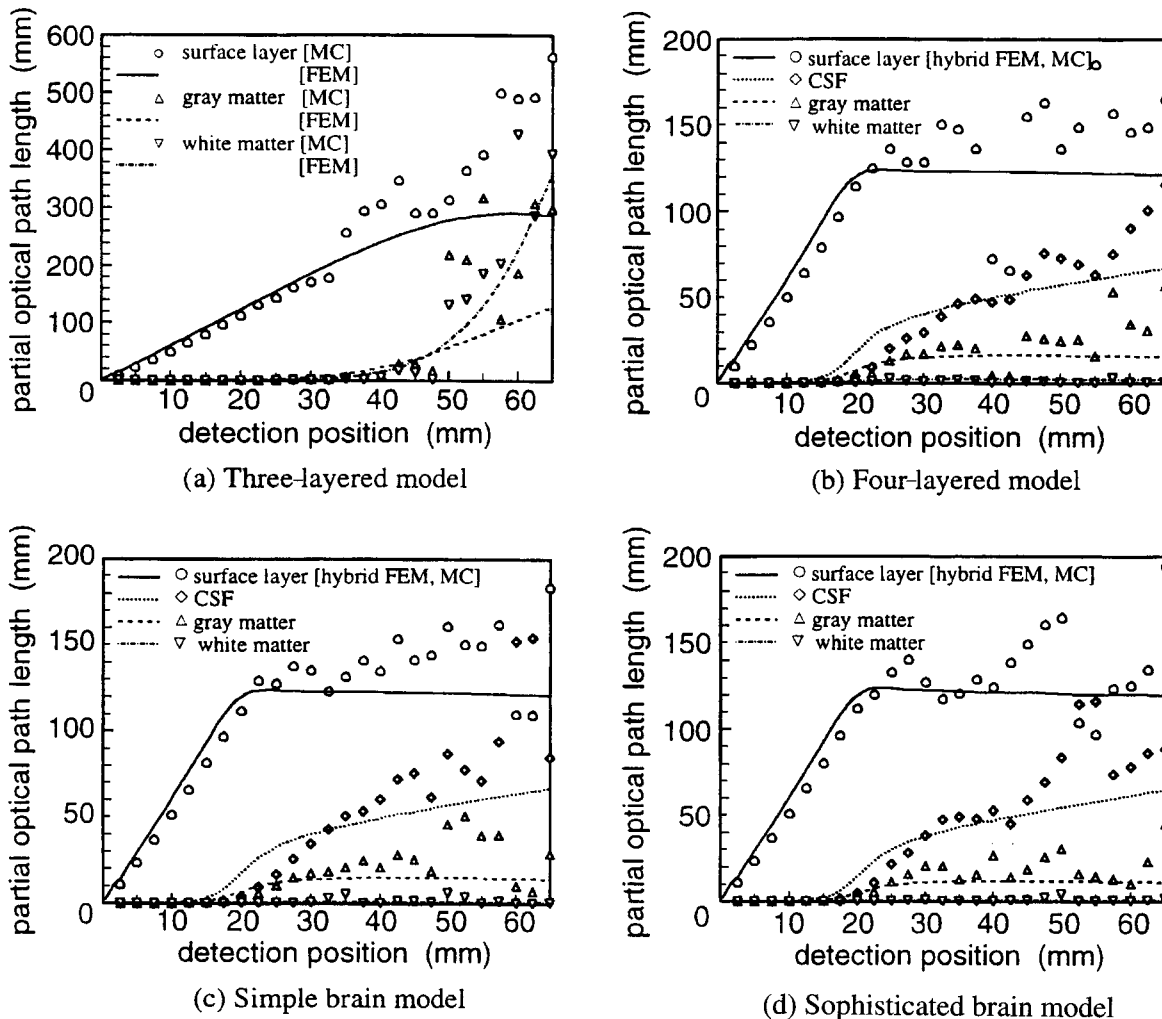 partial optical path length (mm)
600
500
400
300
200
100
0
surface layer [MC]
[FEM]
gray matter [MC]
[FEM]
white matter [MC]
[FEM]
10 20 30 40 50 60
detection position (mm)
(a) Three-layered model
partial optical path length (mm)
200
150
100
50
0
surface layer [hybrid FEM, MC]
CSF
gray matter
white matter
10 20 30 40 50 60
detection position (mm)
(b) Four-layered model
partial optical path length (mm)
200
150
100
50
0
surface layer [hybrid FEM, MC]
CSF
gray matter
white matter
10 20 30 40 50 60
detection position (mm)
(c) Simple brain model
partial optical path length (mm)
200
150
100
50
0
surface layer [hybrid FEM, MC]
CSF
gray matter
white matter
10 20 30 40 50 60
detection position (mm)
(d) Sophisticated brain model